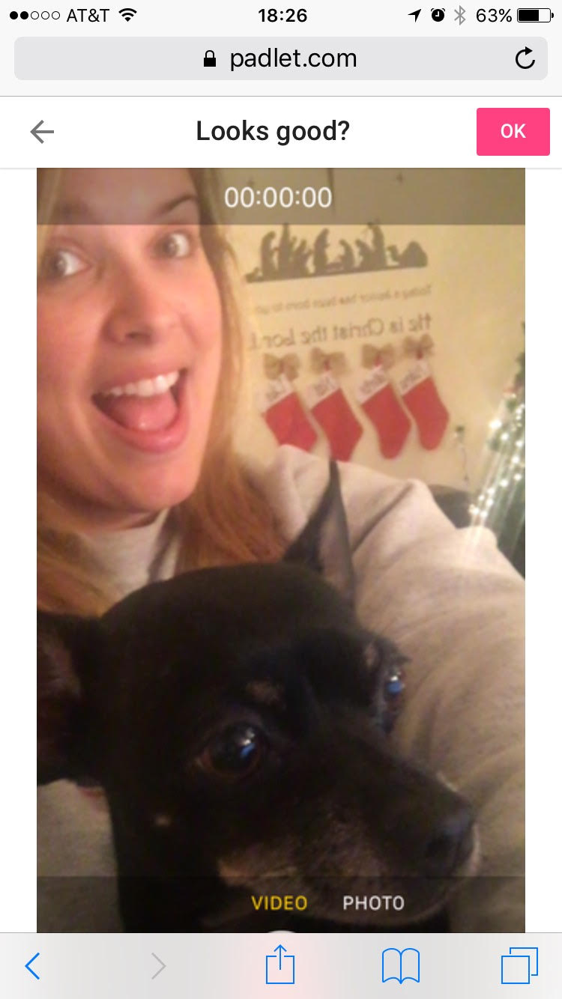 AT&T 18:26 63%
padlet.com
Looks good?
OK
00:00:00
He is Christ the Lord
VIDEO PHOTO